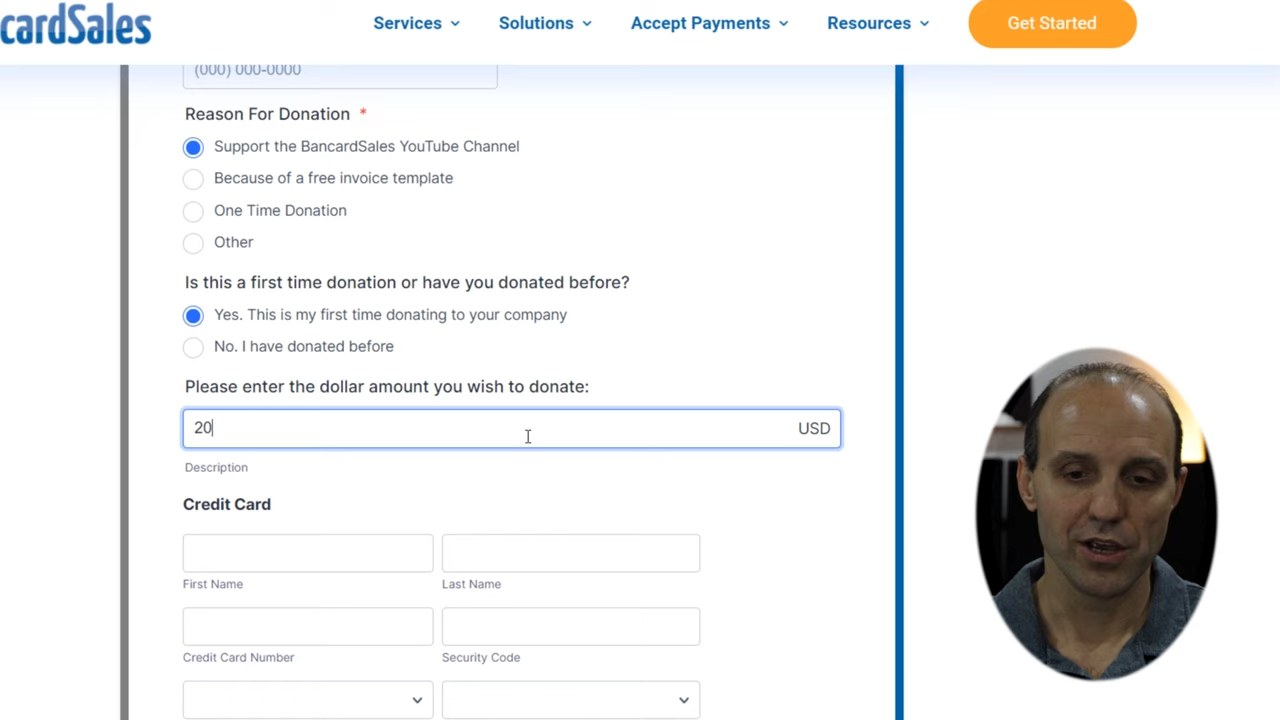 cardSales
Services
Solutions
Accept Payments
Resources
Get Started
(000) 000-0000
Reason For Donation *
Support the BancardSales YouTube Channel
Because of a free invoice template
One Time Donation
Other
Is this a first time donation or have you donated before?
Yes. This is my first time donating to your company
No. I have donated before
Please enter the dollar amount you wish to donate:
20 USD
Description
Credit Card
First Name Last Name
Credit Card Number Security Code